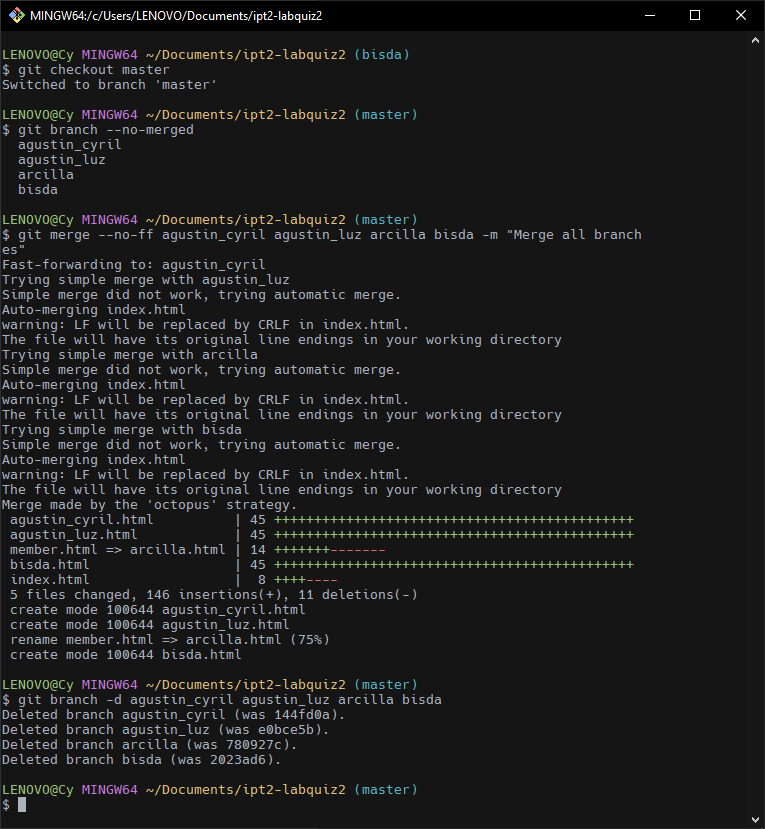 MINGW64:/c/Users/LENOVO/Documents/ipt2-labquiz2
LENOVO@Cy MINGW64 ~/Documents/ipt2-labquiz2 (bisda)
$ git checkout master
Switched to branch 'master'
LENOVO@Cy MINGW64 ~/Documents/ipt2-labquiz2 (master)
$ git branch --no-merged
  agustin_cyril
  agustin_luz
  arcilla
  bisda
LENOVO@Cy MINGW64 ~/Documents/ipt2-labquiz2 (master)
$ git merge --no-ff agustin_cyril agustin_luz arcilla bisda -m "Merge all branch
es"
Fast-forwarding to: agustin_cyril
Trying simple merge with agustin_luz
Simple merge did not work, trying automatic merge.
Auto-merging index.html
warning: LF will be replaced by CRLF in index.html.
The file will have its original line endings in your working directory
Trying simple merge with arcilla
Simple merge did not work, trying automatic merge.
Auto-merging index.html
warning: LF will be replaced by CRLF in index.html.
The file will have its original line endings in your working directory
Trying simple merge with bisda
Simple merge did not work, trying automatic merge.
Auto-merging index.html
warning: LF will be replaced by CRLF in index.html.
The file will have its original line endings in your working directory
Merge made by the 'octopus' strategy.
 agustin_cyril.html          | 45 +++++++++++++++++++++++++++++++++++++++++++++
 agustin_luz.html            | 45 +++++++++++++++++++++++++++++++++++++++++++++
 member.html => arcilla.html | 14 +++++++-------
 bisda.html                  | 45 +++++++++++++++++++++++++++++++++++++++++++++
 index.html                  |  8 ++++----
 5 files changed, 146 insertions(+), 11 deletions(-)
 create mode 100644 agustin_cyril.html
 create mode 100644 agustin_luz.html
 rename member.html => arcilla.html (75%)
 create mode 100644 bisda.html
LENOVO@Cy MINGW64 ~/Documents/ipt2-labquiz2 (master)
$ git branch -d agustin_cyril agustin_luz arcilla bisda
Deleted branch agustin_cyril (was 144fd0a).
Deleted branch agustin_luz (was e0bce5b).
Deleted branch arcilla (was 780927c).
Deleted branch bisda (was 2023ad6).
LENOVO@Cy MINGW64 ~/Documents/ipt2-labquiz2 (master)
$